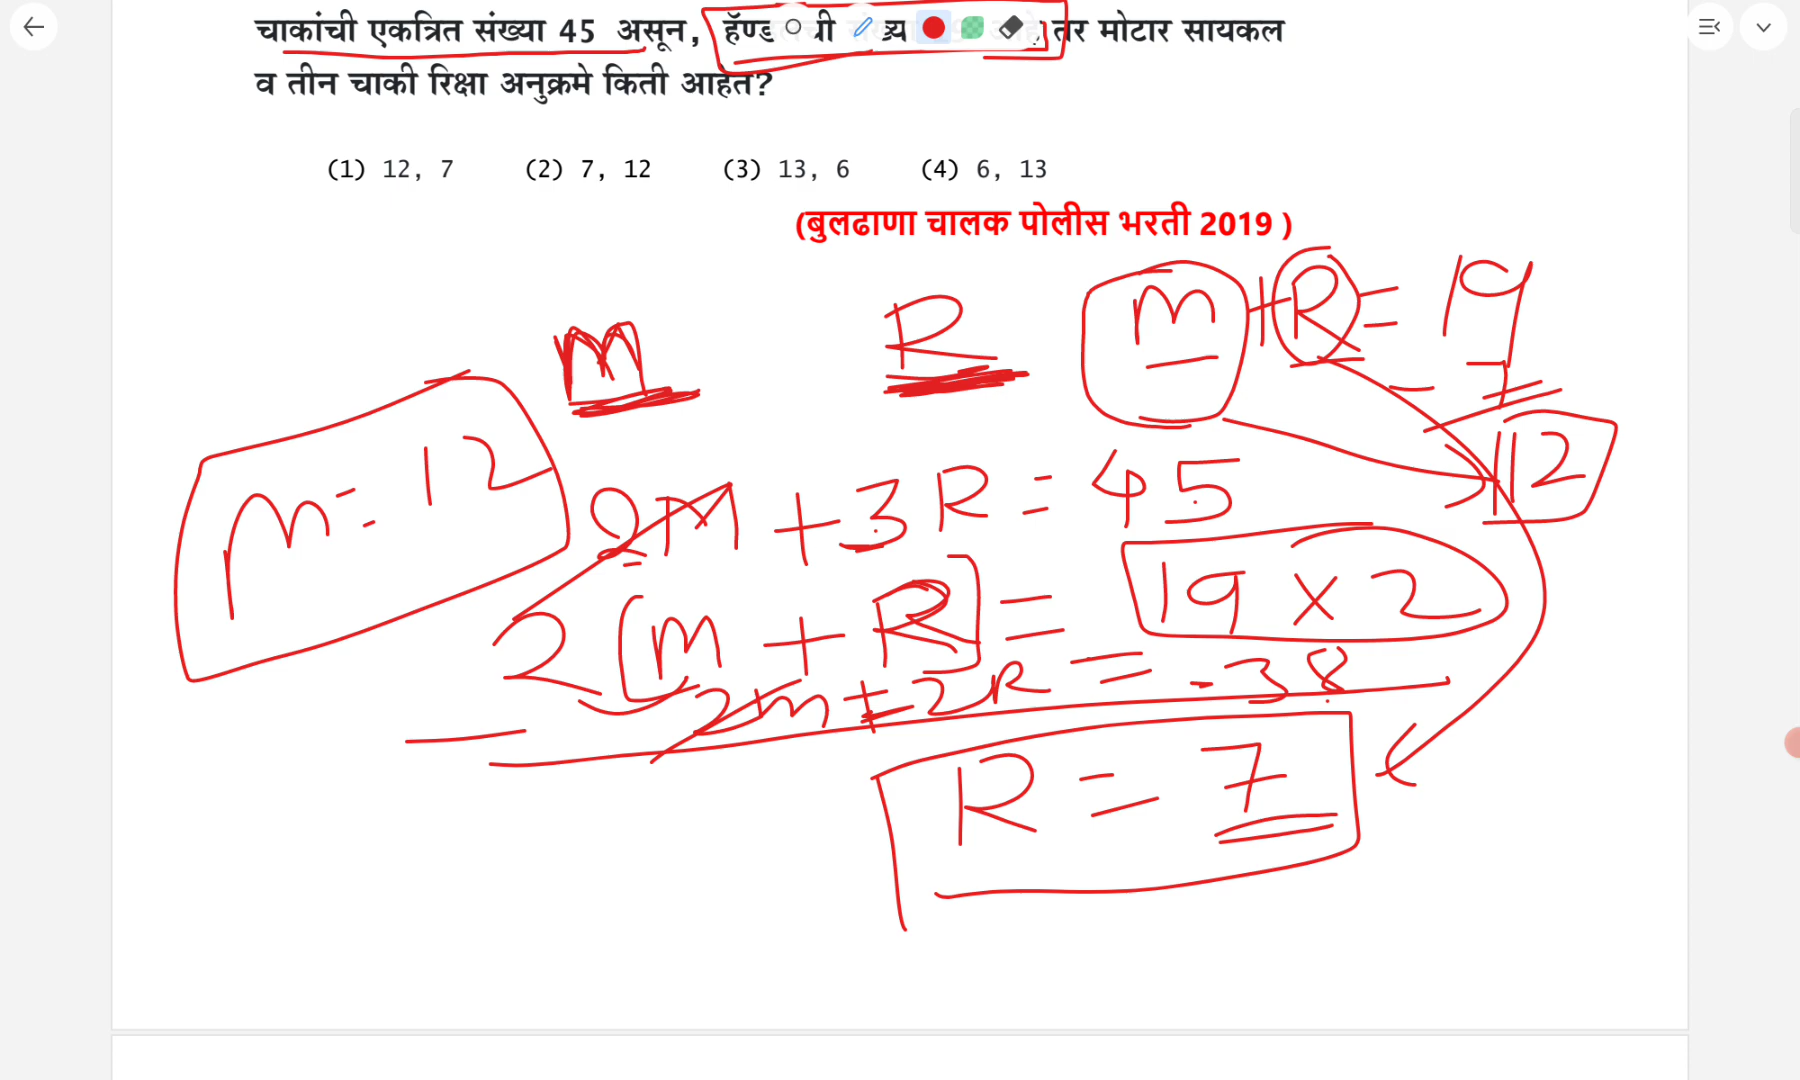 चाकांची एकत्रित संख्या 45 असून, तर मोटार सायकल
व तीन चाकी रिक्षा अनुक्रमे किती आहेत?
(1) 12, 7 (2) 7, 12 (3) 13, 6 (4) 6, 13
(बुलढाणा चालक पोलीस भरती 2019 )
m R m + R = 19
- 7
12
m = 12
2m + 3R = 45
2 [m + R] = 19 × 2
2m + 2R = 38
R = 7